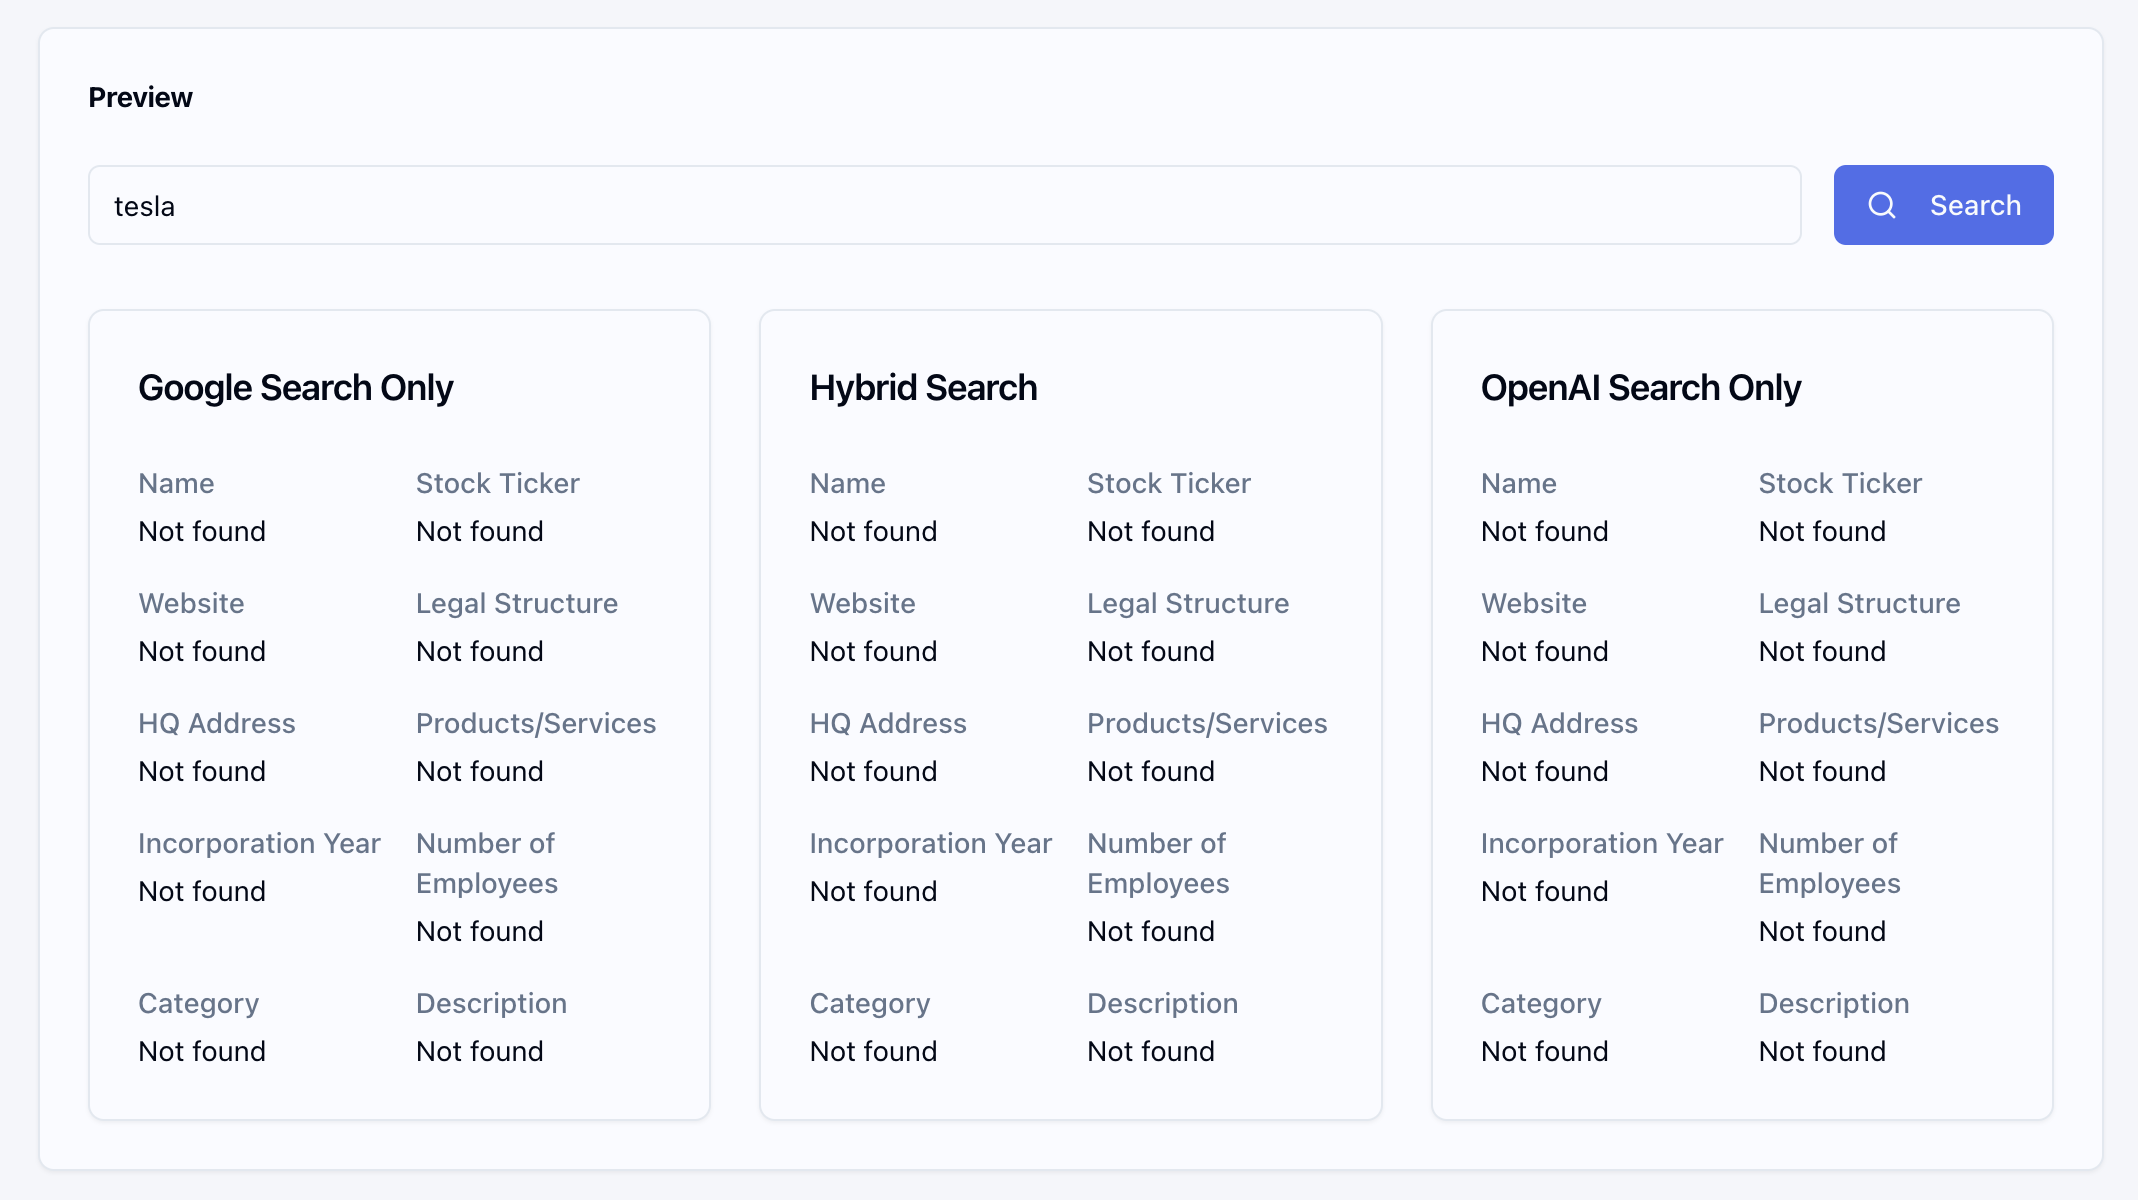 Preview
tesla
Search
Google Search Only
Name
Stock Ticker
Not found
Not found
Website
Legal Structure
Not found
Not found
HQ Address
Products/Services
Not found
Not found
Incorporation Year
Number of
Employees
Not found
Not found
Category
Description
Not found
Not found
Hybrid Search
Name
Stock Ticker
Not found
Not found
Website
Legal Structure
Not found
Not found
HQ Address
Products/Services
Not found
Not found
Incorporation Year
Number of
Employees
Not found
Not found
Category
Description
Not found
Not found
OpenAI Search Only
Name
Stock Ticker
Not found
Not found
Website
Legal Structure
Not found
Not found
HQ Address
Products/Services
Not found
Not found
Incorporation Year
Number of
Employees
Not found
Not found
Category
Description
Not found
Not found